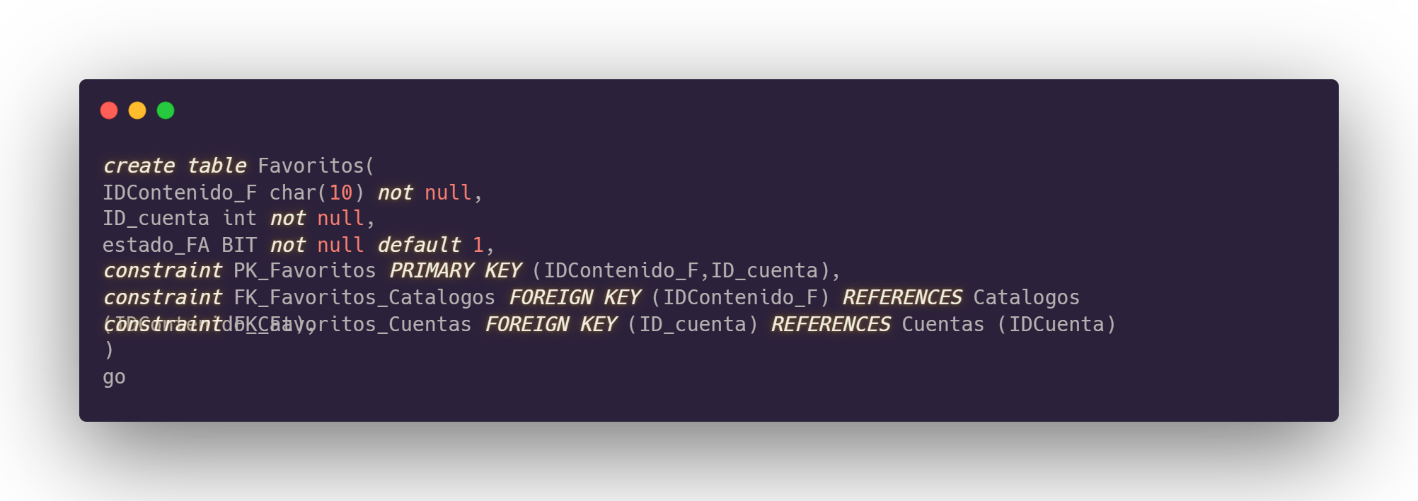 create table Favoritos(
IDContenido_F char(10) not null,
ID_cuenta int not null,
estado_FA BIT not null default 1,
constraint PK_Favoritos PRIMARY KEY (IDContenido_F,ID_cuenta),
constraint FK_Favoritos_Catalogos FOREIGN KEY (IDContenido_F) REFERENCES Catalogos
constraint FK_Favoritos_Cuentas FOREIGN KEY (ID_cuenta) REFERENCES Cuentas (IDCuenta)
)
go